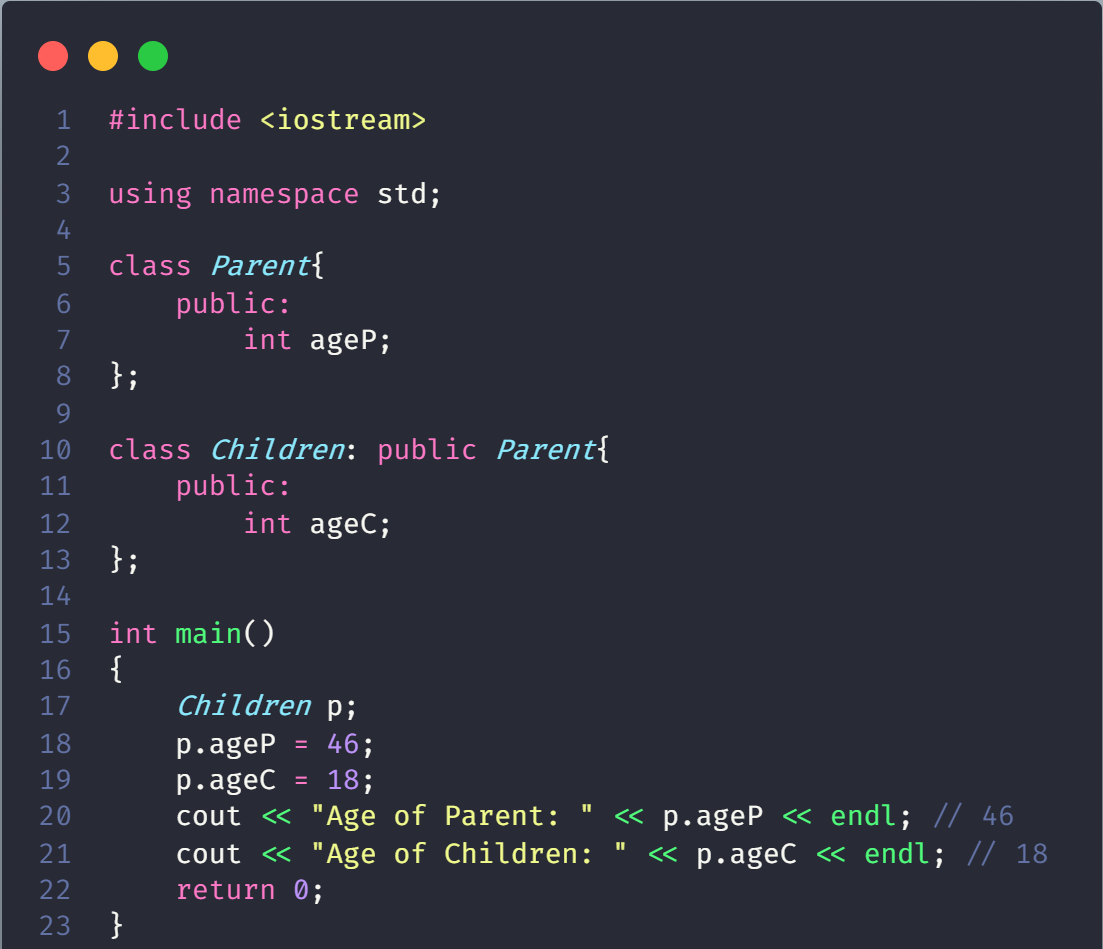 1 #include <iostream>
2
3 using namespace std;
4
5 class Parent{
6     public:
7         int ageP;
8 };
9
10 class Children: public Parent{
11     public:
12         int ageC;
13 };
14
15 int main()
16 {
17     Children p;
18     p.ageP = 46;
19     p.ageC = 18;
20     cout << "Age of Parent: " << p.ageP << endl; // 46
21     cout << "Age of Children: " << p.ageC << endl; // 18
22     return 0;
23 }